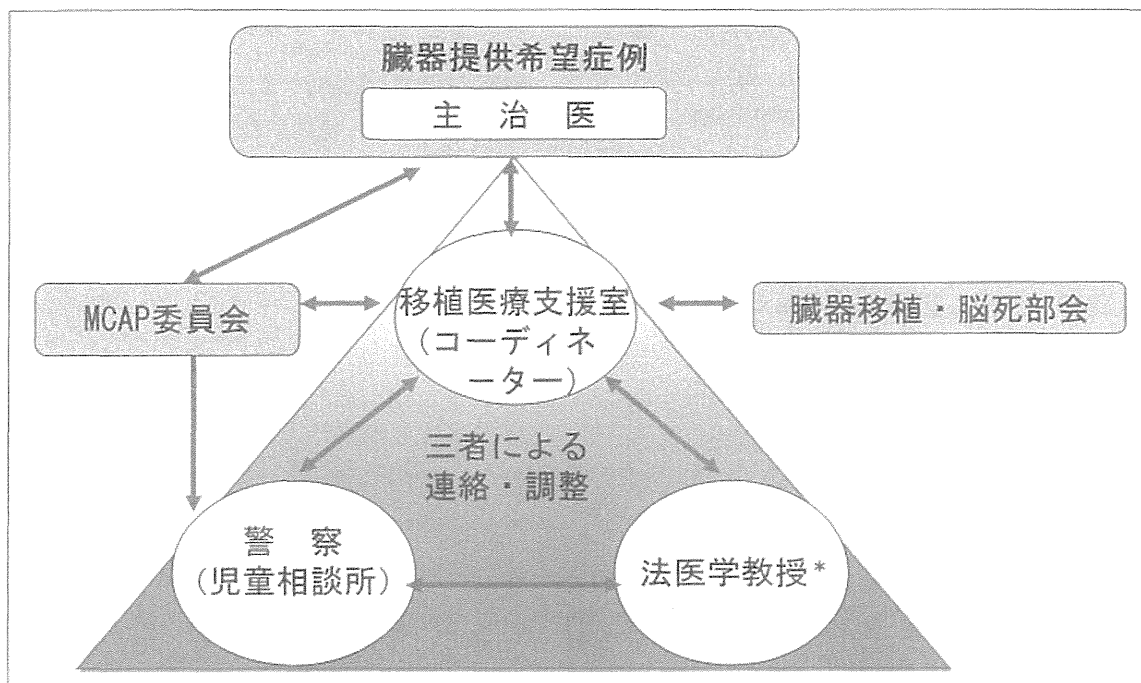 臓器提供希望症例
主 治 医
MCAP委員会
移植医療支援室
(コーディネ
ーター)
臓器移植・脳死部会
三者による
連絡・調整
警 察
(児童相談所)
法医学教授*